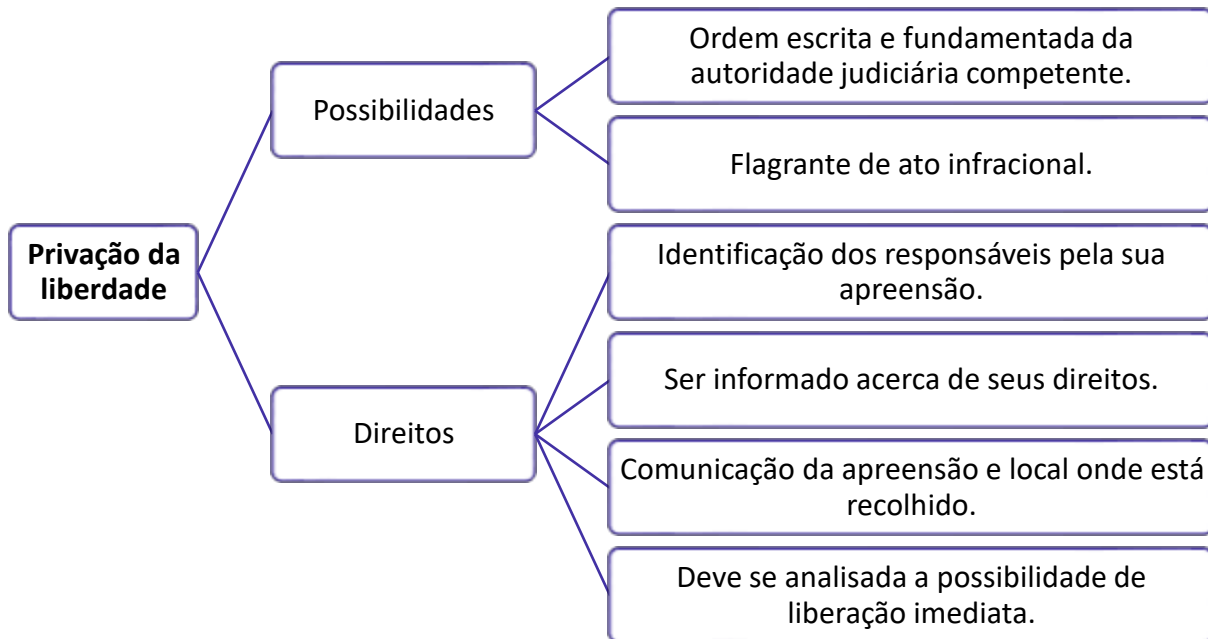 Privação da
liberdade
Possibilidades
Ordem escrita e fundamentada da
autoridade judiciária competente.
Flagrante de ato infracional.
Direitos
Identificação dos responsáveis pela sua
apreensão.
Ser informado acerca de seus direitos.
Comunicação da apreensão e local onde está
recolhido.
Deve se analisada a possibilidade de
liberação imediata.